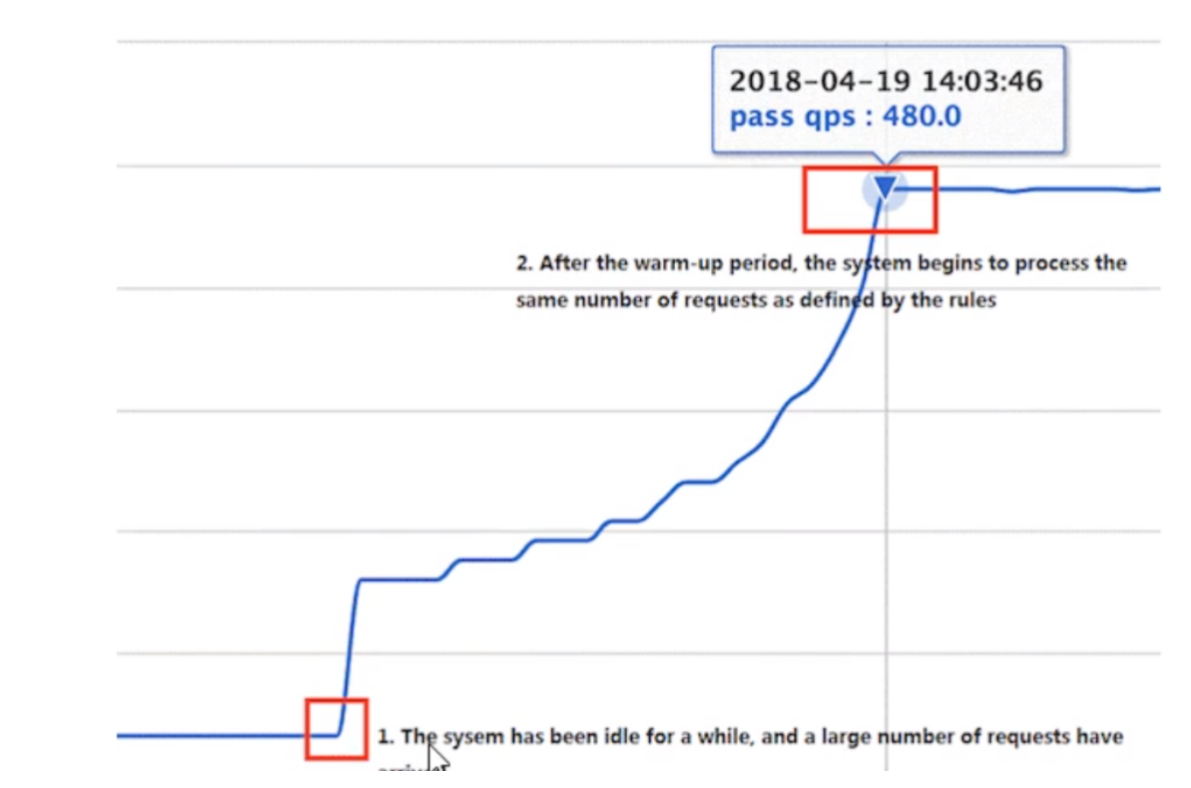 2018-04-19 14:03:46
pass qps : 480.0
2. After the warm-up period, the system begins to process the
same number of requests as defined by the rules
1. The sysem has been idle for a while, and a large number of requests have